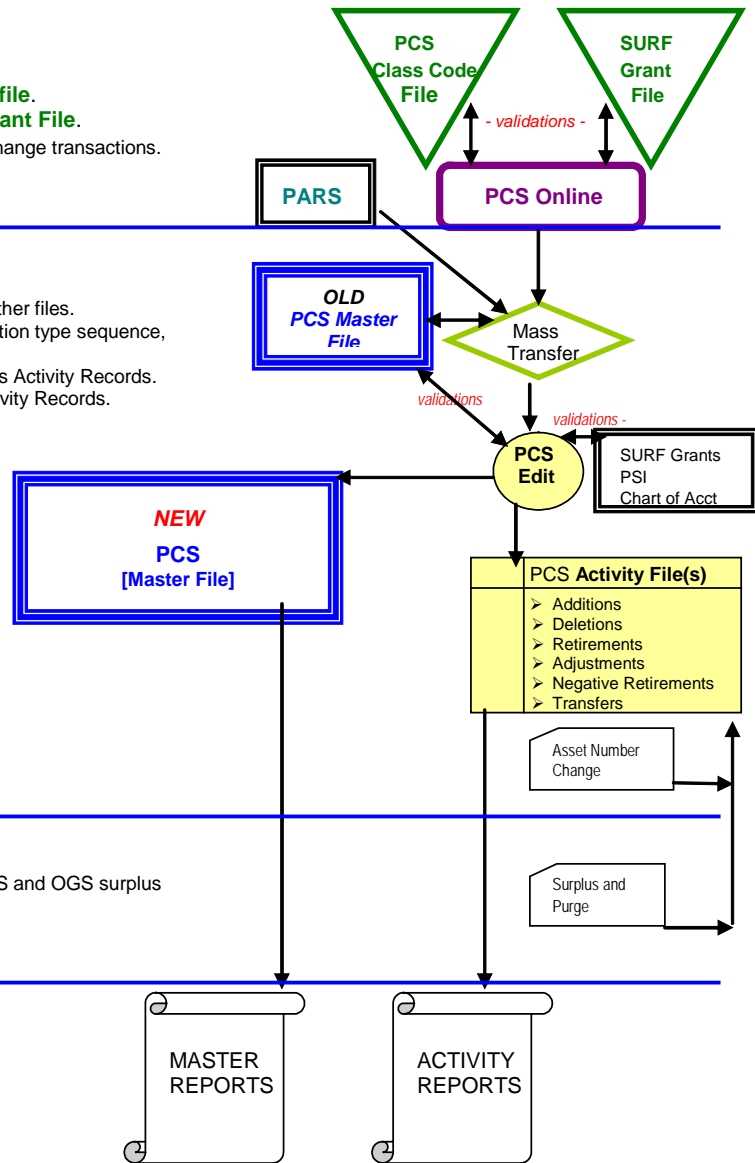 PCS
Class Code
File
SURF
Grant
File
file.
ant File.
hange transactions.
- validations -
PARS
PCS Online
ther files.
tion type sequence,
s Activity Records.
vity Records.
OLD
PCS Master
File
Mass
Transfer
validations
validations -
PCS
Edit
SURF Grants
PSI
Chart of Acct
NEW
PCS
[Master File]
PCS Activity File(s)
➢ Additions
➢ Deletions
➢ Retirements
➢ Adjustments
➢ Negative Retirements
➢ Transfers
Asset Number
Change
S and OGS surplus
Surplus and
Purge
MASTER
REPORTS
ACTIVITY
REPORTS